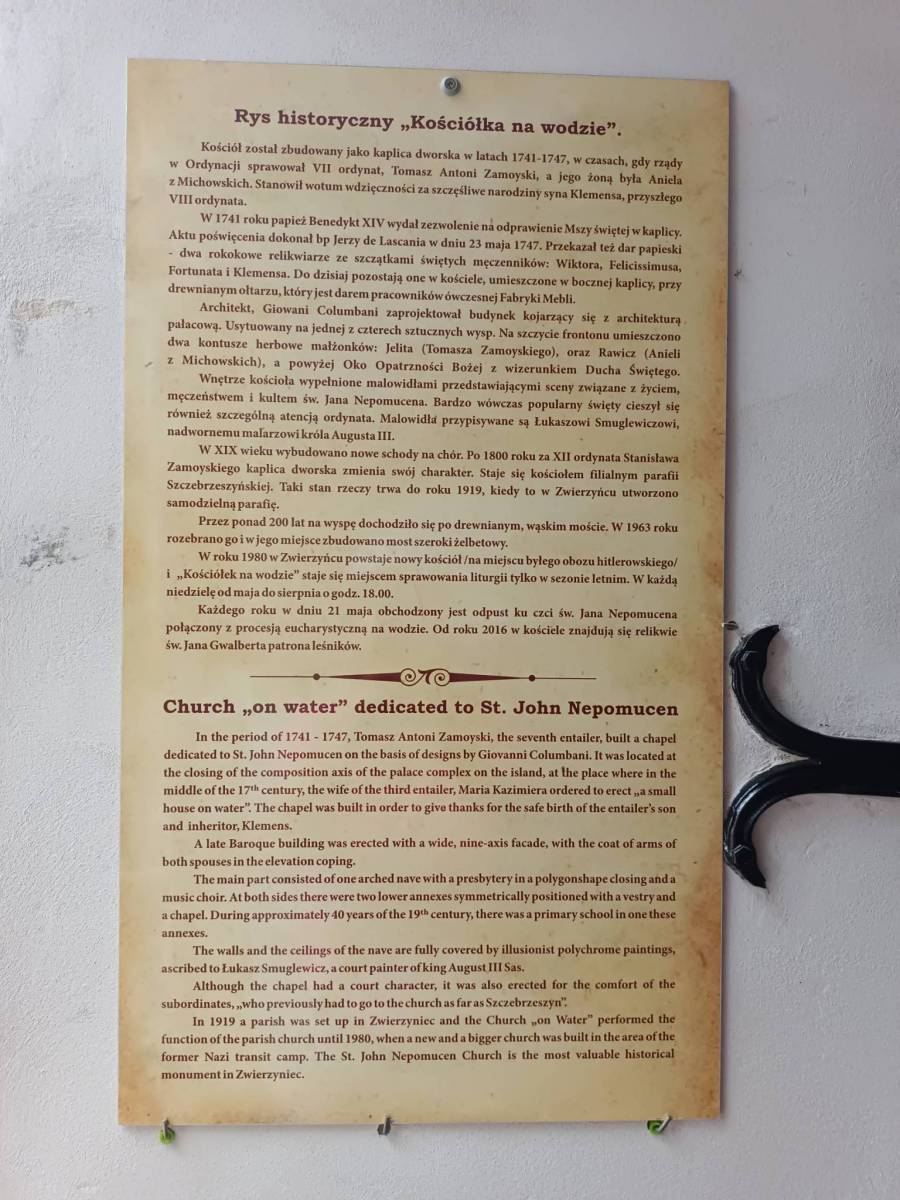 Rys historyczny „Kościółka na wodzie”.
Kościół został zbudowany jako kaplica dworska w latach 1741-1747, w czasach, gdy rządy
w Ordynacji sprawował VII ordynat, Tomasz Antoni Zamoyski, a jego żoną była Aniela
z Michowskich. Stanowił wotum wdzięczności za szczęśliwe narodziny syna Klemensa, przyszłego
VIII ordynata.
W 1741 roku papież Benedykt XIV wydał zezwolenie na odprawienie Mszy świętej w kaplicy.
Aktu poświęcenia dokonał bp Jerzy de Lascania w dniu 23 maja 1747. Przekazał też dar papieski
- dwa rokokowe relikwiarze ze szczątkami świętych męczenników: Wiktora, Felicissimusa,
Fortunata i Klemensa. Do dzisiaj pozostają one w kościele, umieszczone w bocznej kaplicy, przy
drewnianym ołtarzu, który jest darem pracowników ówczesnej Fabryki Mebli.
Architekt, Giowani Columbani zaprojektował budynek kojarzący się z architekturą
pałacową. Usytuowany na jednej z czterech sztucznych wysp. Na szczycie frontonu umieszczono
dwa kontusze herbowe małżonków: Jelita (Tomasza Zamoyskiego), oraz Rawicz (Anieli
z Michowskich), a powyżej Oko Opatrzności Bożej z wizerunkiem Ducha Świętego.
Wnętrze kościoła wypełnione malowidłami przedstawiającymi sceny związane z życiem,
męczeństwem i kultem św. Jana Nepomucena. Bardzo wówczas popularny święty cieszył się
również szczególną atencją ordynata. Malowidła przypisywane są Łukaszowi Smuglewiczowi,
nadwornemu malarzowi króla Augusta III.
W XIX wieku wybudowano nowe schody na chór. Po 1800 roku za XII ordynata Stanisława
Zamoyskiego kaplica dworska zmienia swój charakter. Staje się kościołem filialnym parafii
Szczebrzeszyńskiej. Taki stan rzeczy trwa do roku 1919, kiedy to w Zwierzyńcu utworzono
samodzielną parafię.
Przez ponad 200 lat na wyspę dochodziło się po drewnianym, wąskim moście. W 1963 roku
rozebrano go i w jego miejsce zbudowano most szeroki żelbetowy.
W roku 1980 w Zwierzyńcu powstaje nowy kościół /na miejscu byłego obozu hitlerowskiego/
i „Kościółek na wodzie” staje się miejscem sprawowania liturgii tylko w sezonie letnim. W każdą
niedzielę od maja do sierpnia o godz. 18.00.
Każdego roku w dniu 21 maja obchodzony jest odpust ku czci św. Jana Nepomucena
połączony z procesją eucharystyczną na wodzie. Od roku 2016 w kościele znajdują się relikwie
św. Jana Gwalberta patrona leśników.
Church „on water” dedicated to St. John Nepomucen
In the period of 1741 - 1747, Tomasz Antoni Zamoyski, the seventh entailer, built a chapel
dedicated to St. John Nepomucen on the basis of designs by Giovanni Columbani. It was located at
the closing of the composition axis of the palace complex on the island, at the place where in the
middle of the 17th century, the wife of the third entailer, Maria Kazimiera ordered to erect „a small
house on water”. The chapel was built in order to give thanks for the safe birth of the entailer's son
and inheritor, Klemens.
A late Baroque building was erected with a wide, nine-axis facade, with the coat of arms of
both spouses in the elevation coping.
The main part consisted of one arched nave with a presbytery in a polygonshape closing and a
music choir. At both sides there were two lower annexes symmetrically positioned with a vestry and
a chapel. During approximately 40 years of the 19th century, there was a primary school in one these
annexes.
The walls and the ceilings of the nave are fully covered by illusionist polychrome paintings,
ascribed to Łukasz Smuglewicz, a court painter of king August III Sas.
Although the chapel had a court character, it was also erected for the comfort of the
subordinates, „who previously had to go to the church as far as Szczebrzeszyn”.
In 1919 a parish was set up in Zwierzyniec and the Church „on Water” performed the
function of the parish church until 1980, when a new and a bigger church was built in the area of the
former Nazi transit camp. The St. John Nepomucen Church is the most valuable historical
monument in Zwierzyniec.